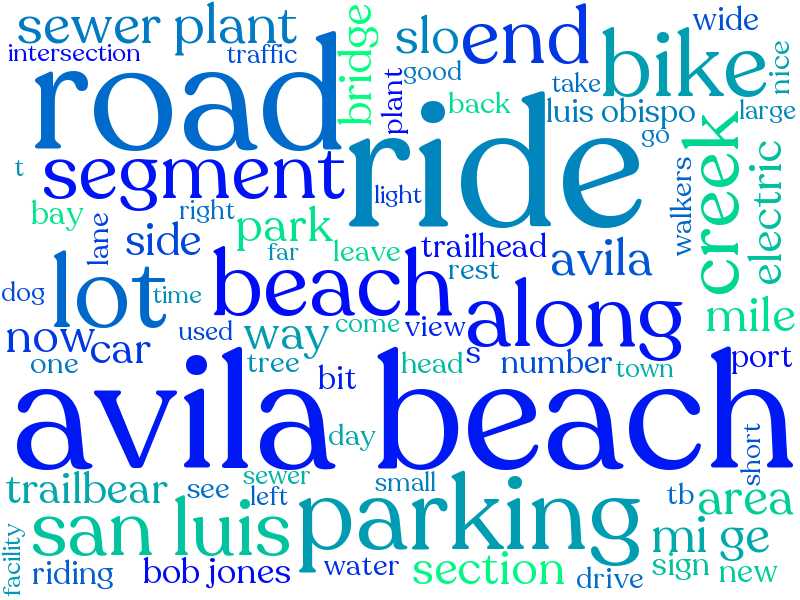 sewer plant
bridge
slo
end
wide
intersection
traffic
good
bike
nice
road
plant
back
take
luis obispo
large
ride
go
creek
segment
t
light
walkers
electric
bay
lane
right
park
side
far
leave
trailhead
avila
rest
dog
lot
time
beach
along
mile
now
car
used
way
come
view
s
number
port
one
tree
bit
head
town
avila beach
day
short
trailbear
see
sewer
left
small
tb
area
san luis
parking
mi ge
facility
riding
bob jones
water
section
drive
sign
new